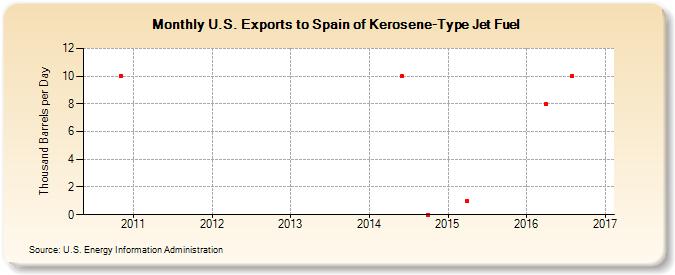 Monthly U.S. Exports to Spain of Kerosene-Type Jet Fuel
Thousand Barrels per Day
12
10
8
6
4
2
0
2011 2012 2013 2014 2015 2016 2017
Source: U.S. Energy Information Administration